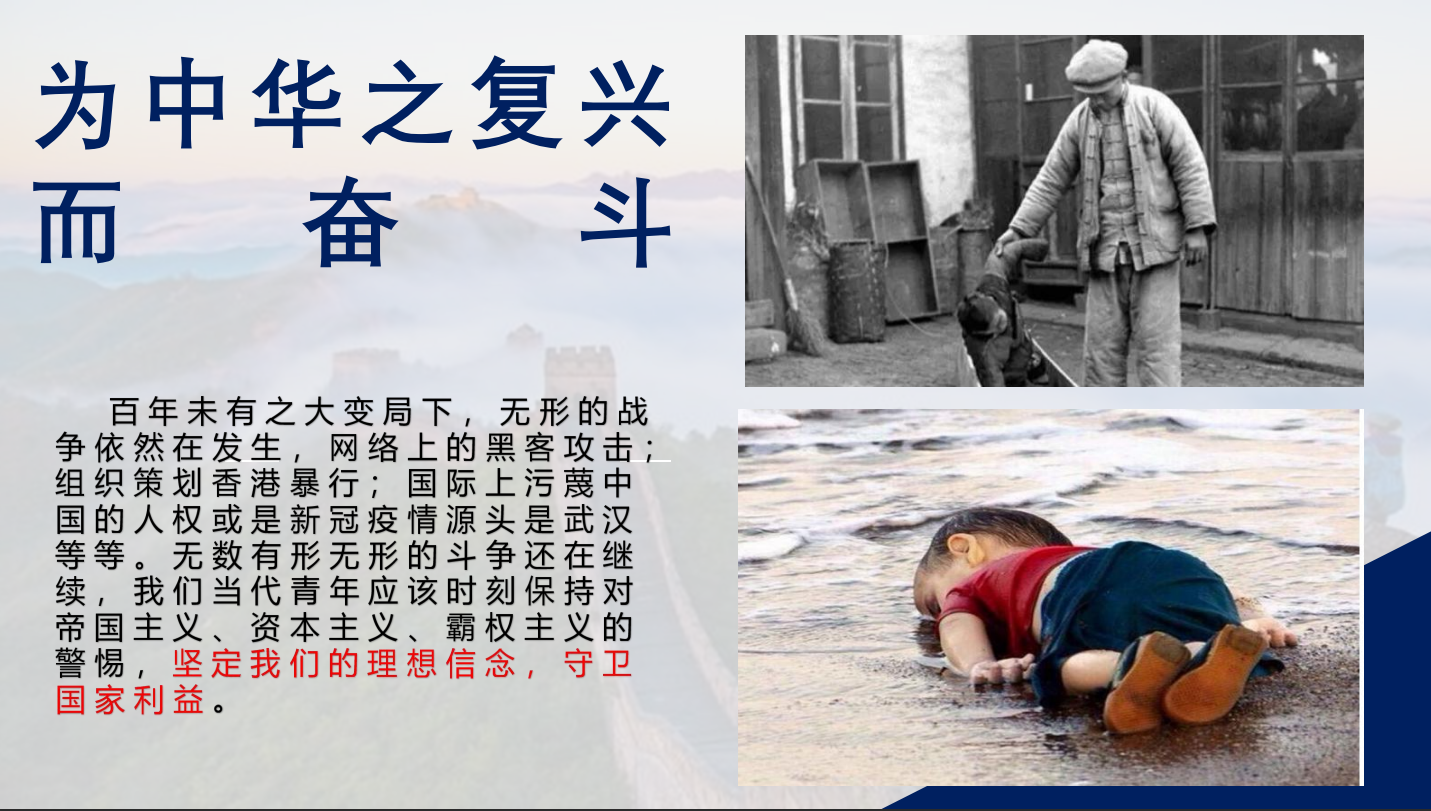 为中华之复兴
而奋斗
百年未有之大变局下，无形的战
争依然在发生，网络上的黑客攻击；
组织策划香港暴行；国际上污蔑中
国的人权或是新冠疫情源头是武汉
等等。无数有形无形的斗争还在继
续，我们当代青年应该时刻保持对
帝国主义、资本主义、霸权主义的
警惕，坚定我们的理想信念，守卫
国家利益。